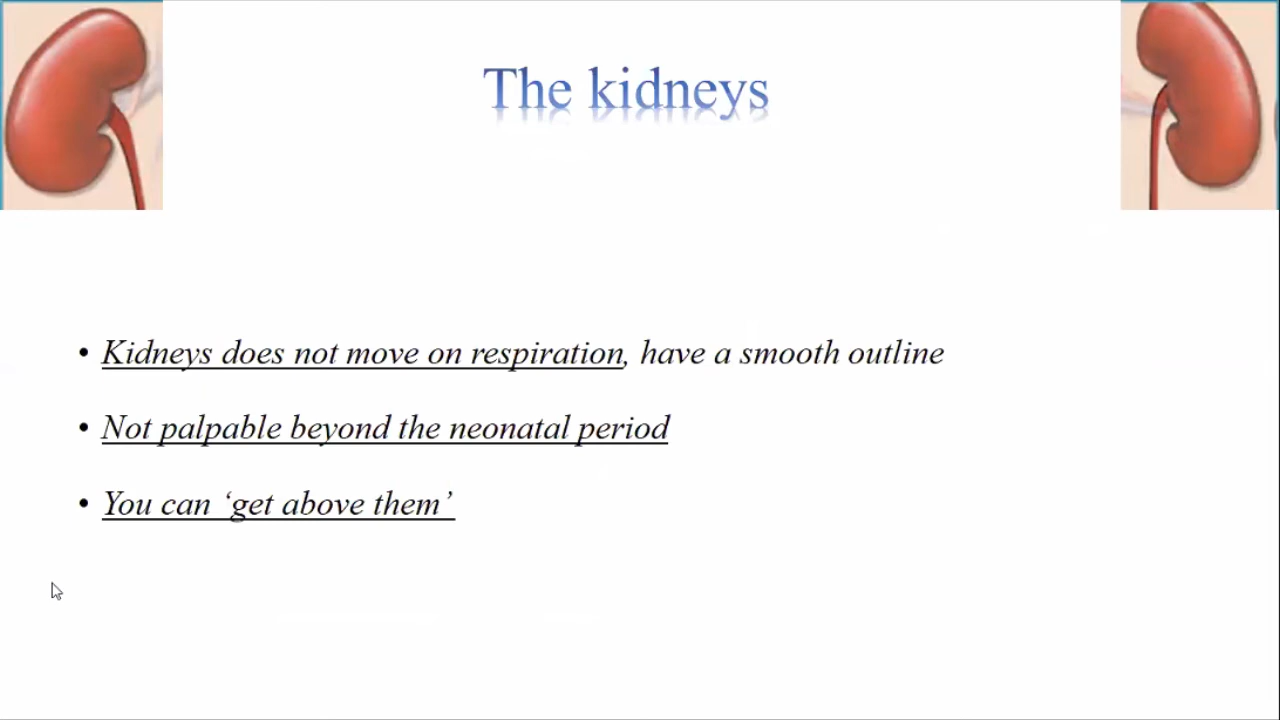 The kidneys
• Kidneys does not move on respiration, have a smooth outline
• Not palpable beyond the neonatal period
• You can ‘get above them’